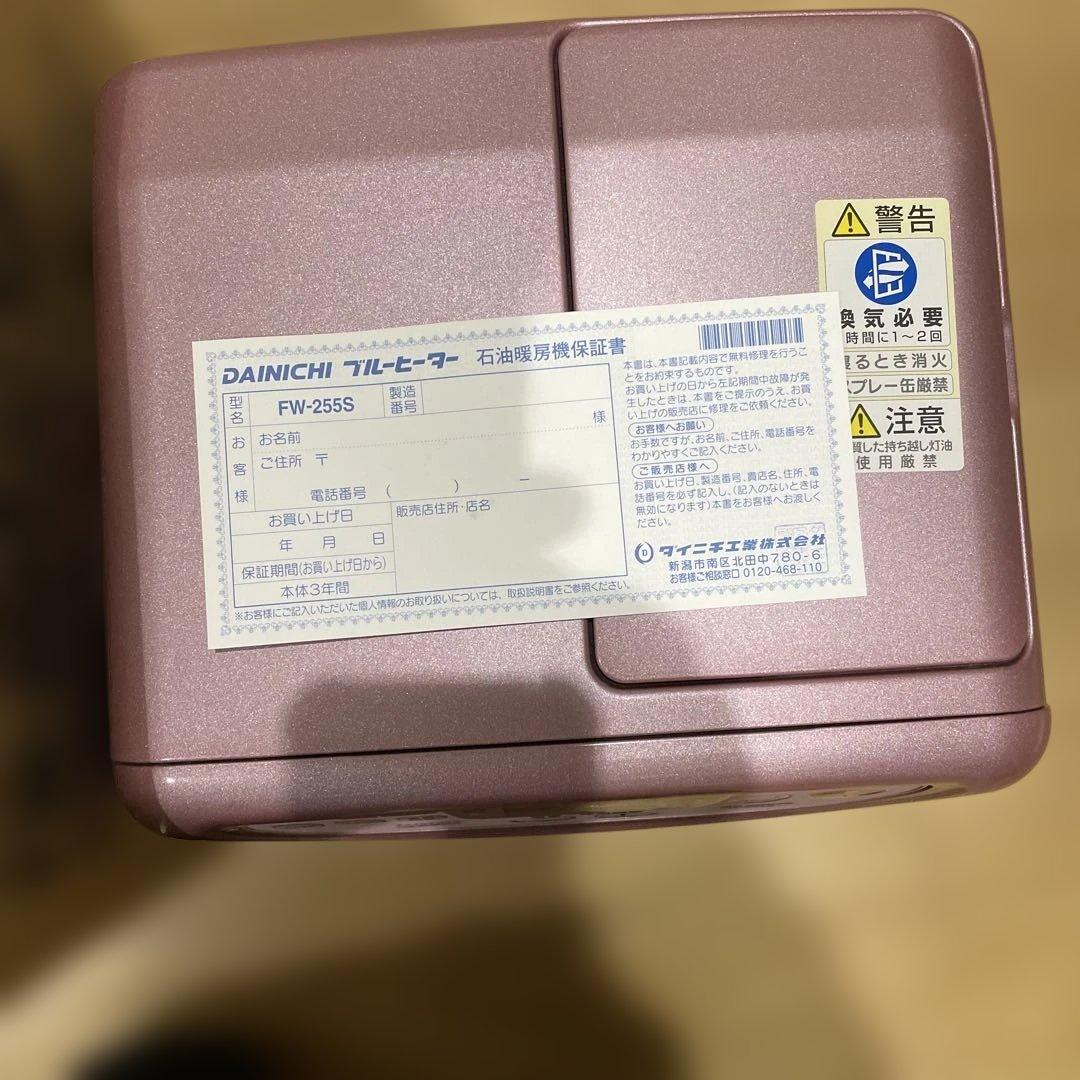 警告
換気必要
時間に1〜2回
寝るとき消火
スプレー缶厳禁
注意
質した持ち越し灯油
使用厳禁
DAINICHI ブルーヒーター 石油暖房機保証書
型名 FW-255S 製造番号
お客様
お名前 様
ご住所 〒
電話番号 ( ) −
お買い上げ日
年 月 日
保証期間(お買い上げ日から)
本体3年間
販売店住所・店名
※お客様にご記入いただいた個人情報のお取り扱いについては、取扱説明書をご参照ください。
本書は、本書記載内容で無料修理を行うこ
とをお約束するものです。
お買い上げの日から左記期間中故障が発
生したときは、本書をご提示のうえ、お買
い上げの販売店に修理をご依頼ください。
お客様へお願い
お手数ですが、お名前、ご住所、電話番号を
わかりやすくご記入ください。
ご販売店様へ
お買い上げ日、製造番号、貴店名、住所、電
話番号を必ず記入し、(記入のないときは
無効になります)本書をお客様へお渡しく
ださい。
ダイニチ工業株式会社
新潟市南区北田中780-6
お客様ご相談窓口 0120-468-110